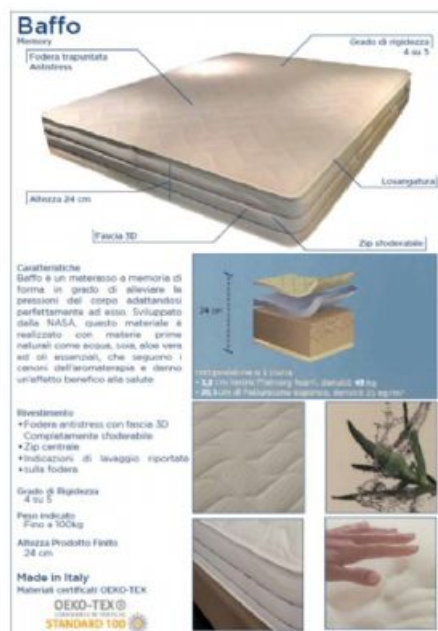 Baffo
Memory
Fodera trapuntata
Antistress
Grado di rigidezza
4 su 5
Altezza 24 cm
Losangatura
Fascia 3D
Zip sfoderabile
Caratteristiche
Baffo è un materasso a memoria di
forma in grado di alleviare le
pressioni del corpo adattandosi
perfettamente ad esso. Sviluppato
dalla NASA, questo materiale è
realizzato con materie prime
naturali come acqua, soia, aloe vera
ed oli essenziali, che seguono i
canoni dell'aromaterapia e denno
un'effetto benefico alla salute
24 cm
Rivestimento
•Fodera antistress con fascia 3D
Completamente sfoderabile
•Zip centrale
•Indicazioni di lavaggio riportate
•sulla fodera
Grado di Rigidezza
4 su 5
Peso indicato
Fino a 100kg
Altezza Prodotto Finito
24 cm
Made in Italy
Materiali certificati OEKO-TEX
OEKO-TEX®
STANDARD 100